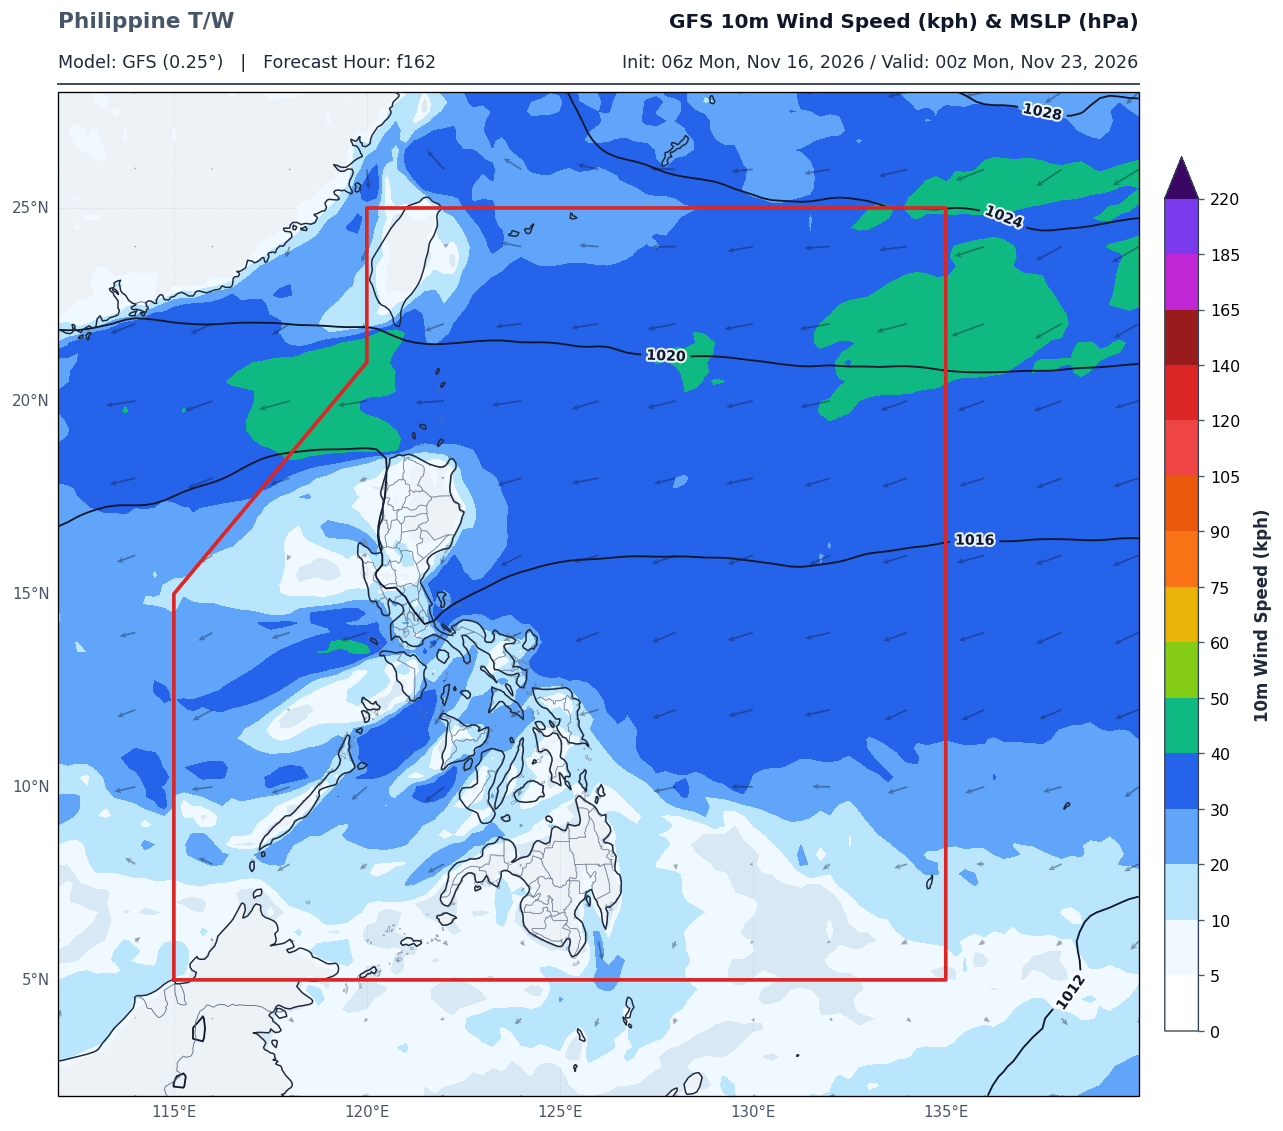 Philippine T/W
GFS 10m Wind Speed (kph) & MSLP (hPa)
Model: GFS (0.25°) | Forecast Hour: f162
Init: 06z Mon, Nov 16, 2026 / Valid: 00z Mon, Nov 23, 2026
1028
1024
1020
1016
1012
25°N
20°N
15°N
10°N
5°N
115°E
120°E
125°E
130°E
135°E
220
185
165
140
120
105
90
75
60
50
40
30
20
10
5
0
10m Wind Speed (kph)